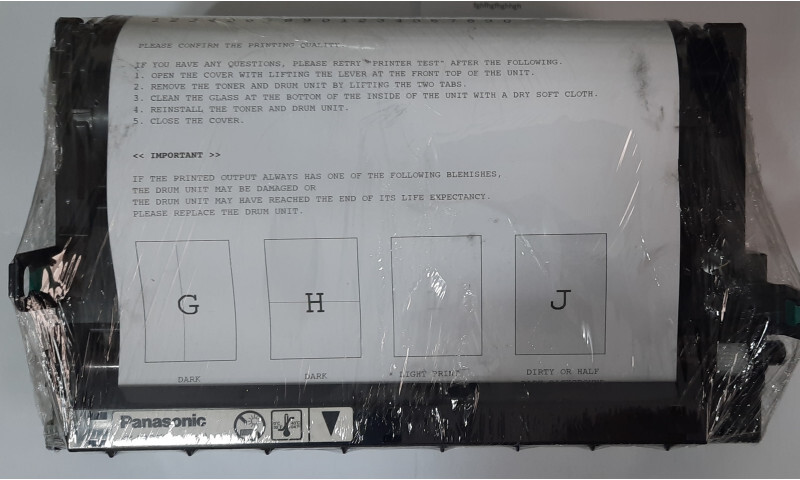 PLEASE CONFIRM THE PRINTING QUALITY
IF YOU HAVE ANY QUESTIONS, PLEASE RETRY "PRINTER TEST" AFTER THE FOLLOWING.
1. OPEN THE COVER WITH LIFTING THE LEVER AT THE FRONT TOP OF THE UNIT.
2. REMOVE THE TONER AND DRUM UNIT BY LIFTING THE TWO TABS.
3. CLEAN THE GLASS AT THE BOTTOM OF THE INSIDE OF THE UNIT WITH A DRY SOFT CLOTH.
4. REINSTALL THE TONER AND DRUM UNIT.
5. CLOSE THE COVER.
<< IMPORTANT >>
IF THE PRINTED OUTPUT ALWAYS HAS ONE OF THE FOLLOWING BLEMISHES,
THE DRUM UNIT MAY BE DAMAGED OR
THE DRUM UNIT MAY HAVE REACHED THE END OF ITS LIFE EXPECTANCY.
PLEASE REPLACE THE DRUM UNIT.
G H J
DARK DARK * LIGHT PRINT DIRTY OR HALF
Panasonic